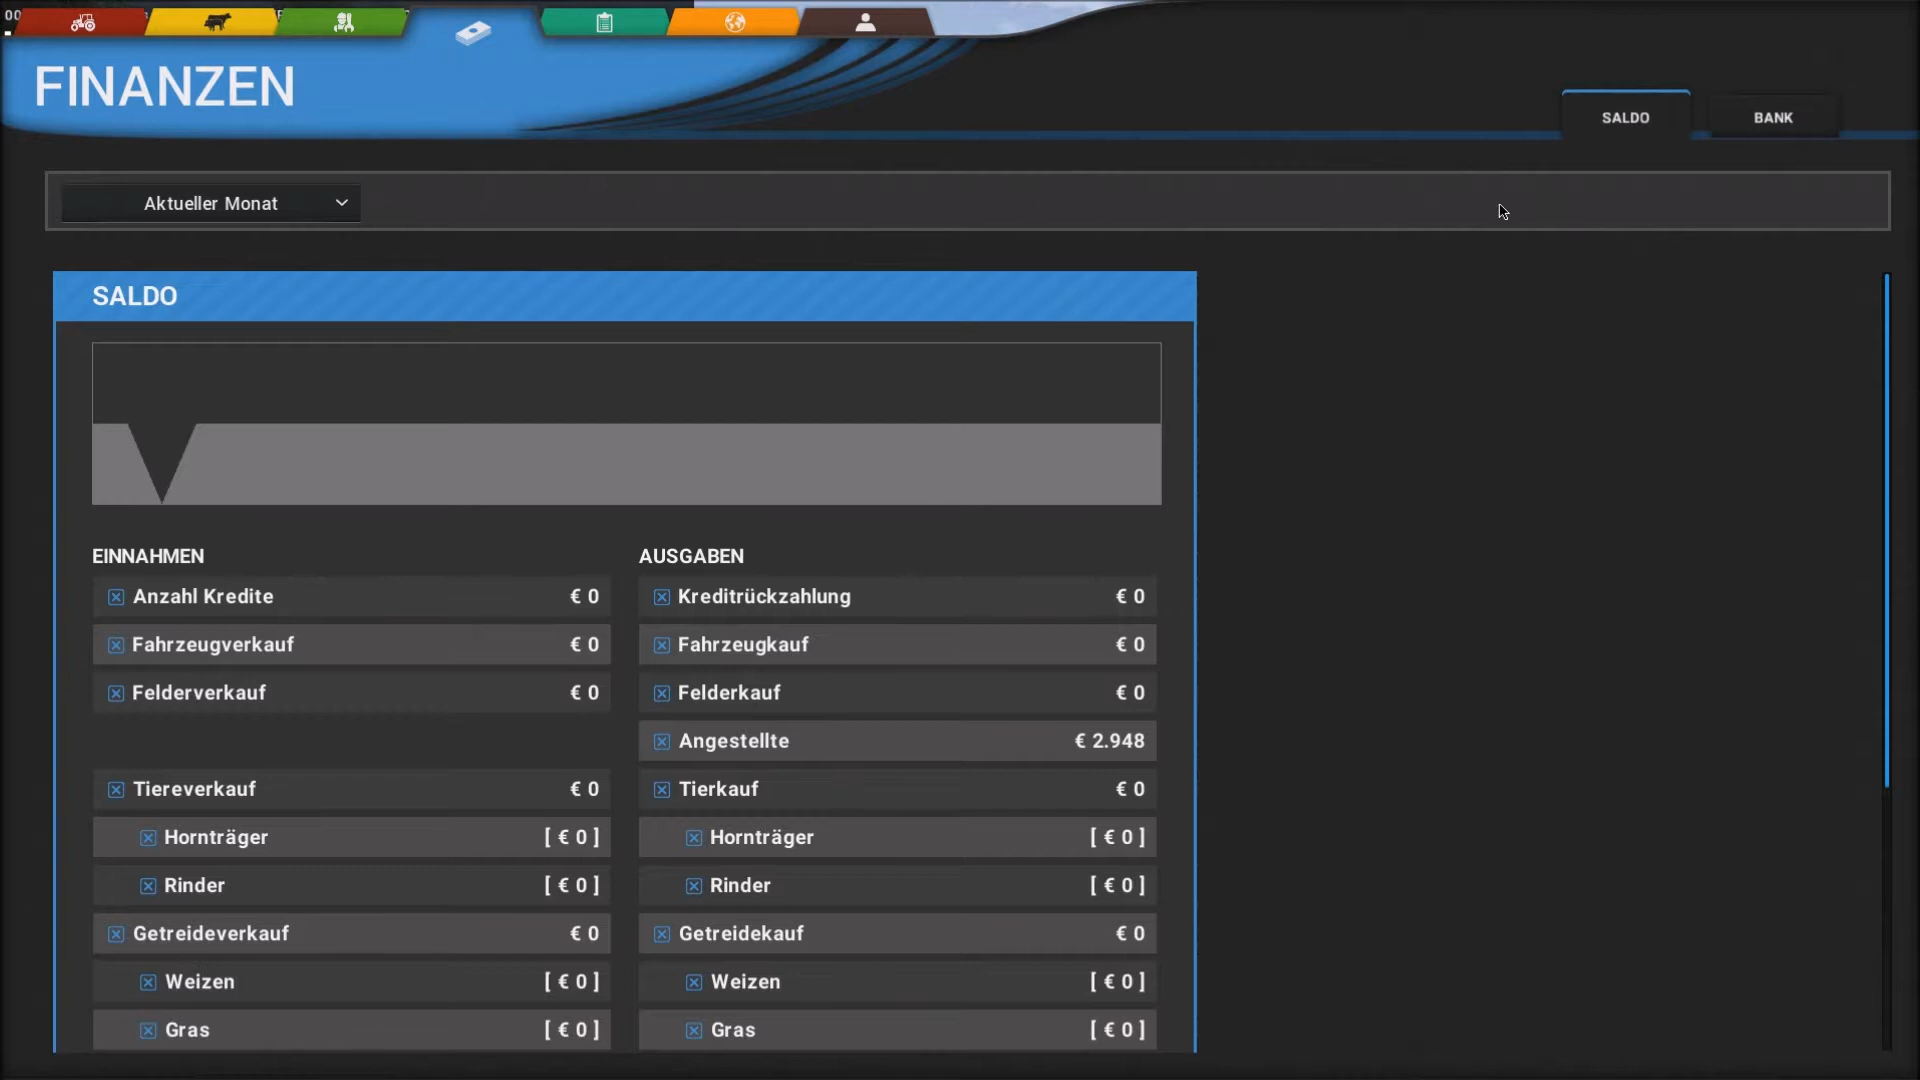 FINANZEN
SALDO
BANK
Aktueller Monat
SALDO
EINNAHMEN
AUSGABEN
Anzahl Kredite € 0
Kreditrückzahlung € 0
Fahrzeugverkauf € 0
Fahrzeugkauf € 0
Felderverkauf € 0
Felderkauf € 0
Angestellte € 2.948
Tiereverkauf € 0
Tierkauf € 0
Hornträger [ € 0 ]
Hornträger [ € 0 ]
Rinder [ € 0 ]
Rinder [ € 0 ]
Getreideverkauf € 0
Getreidekauf € 0
Weizen [ € 0 ]
Weizen [ € 0 ]
Gras [ € 0 ]
Gras [ € 0 ]